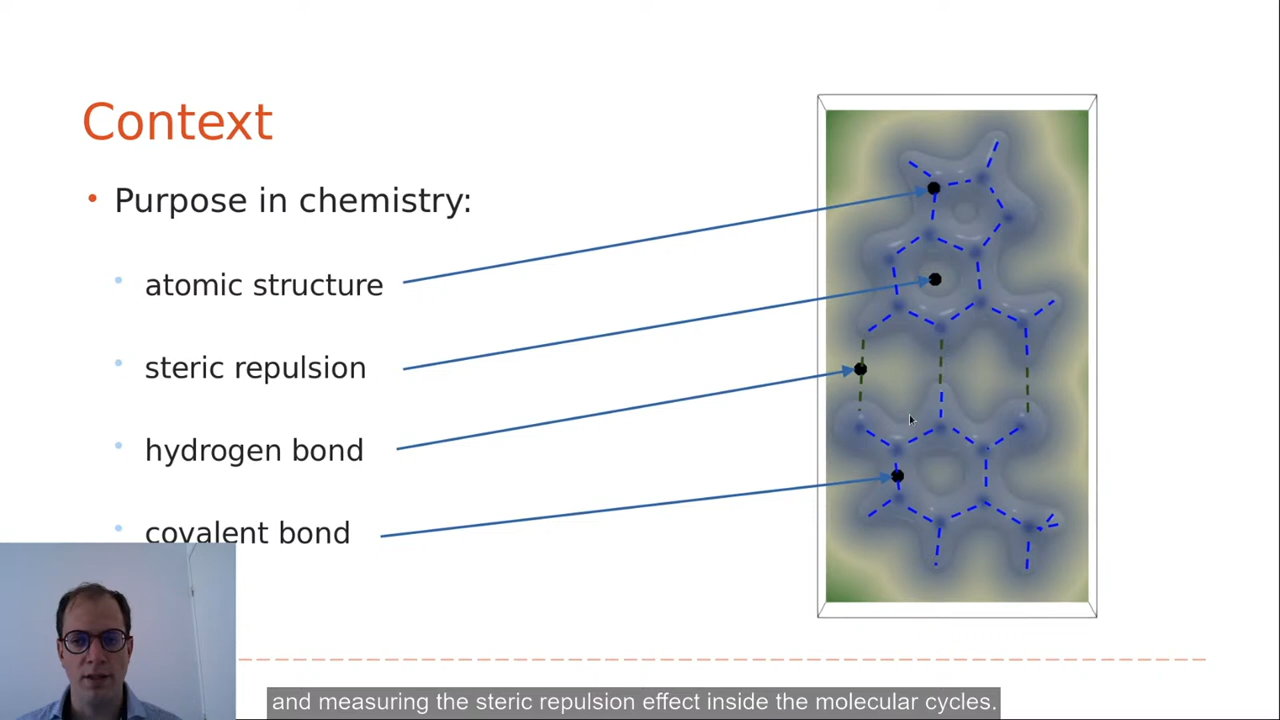 Context
• Purpose in chemistry:
• atomic structure
• steric repulsion
• hydrogen bond
• covalent bond
and measuring the steric repulsion effect inside the molecular cycles.